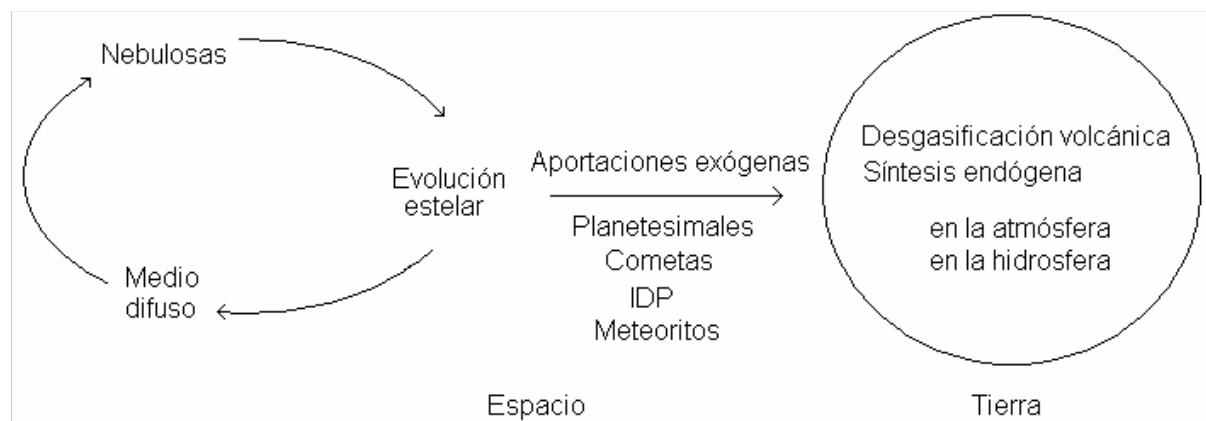 Nebulosas
Evolución
estelar
Medio
difuso
Aportaciones exógenas
Planetesimales
Cometas
IDP
Meteoritos
Desgasificación volcánica
Síntesis endógena
en la atmósfera
en la hidrosfera
Espacio
Tierra